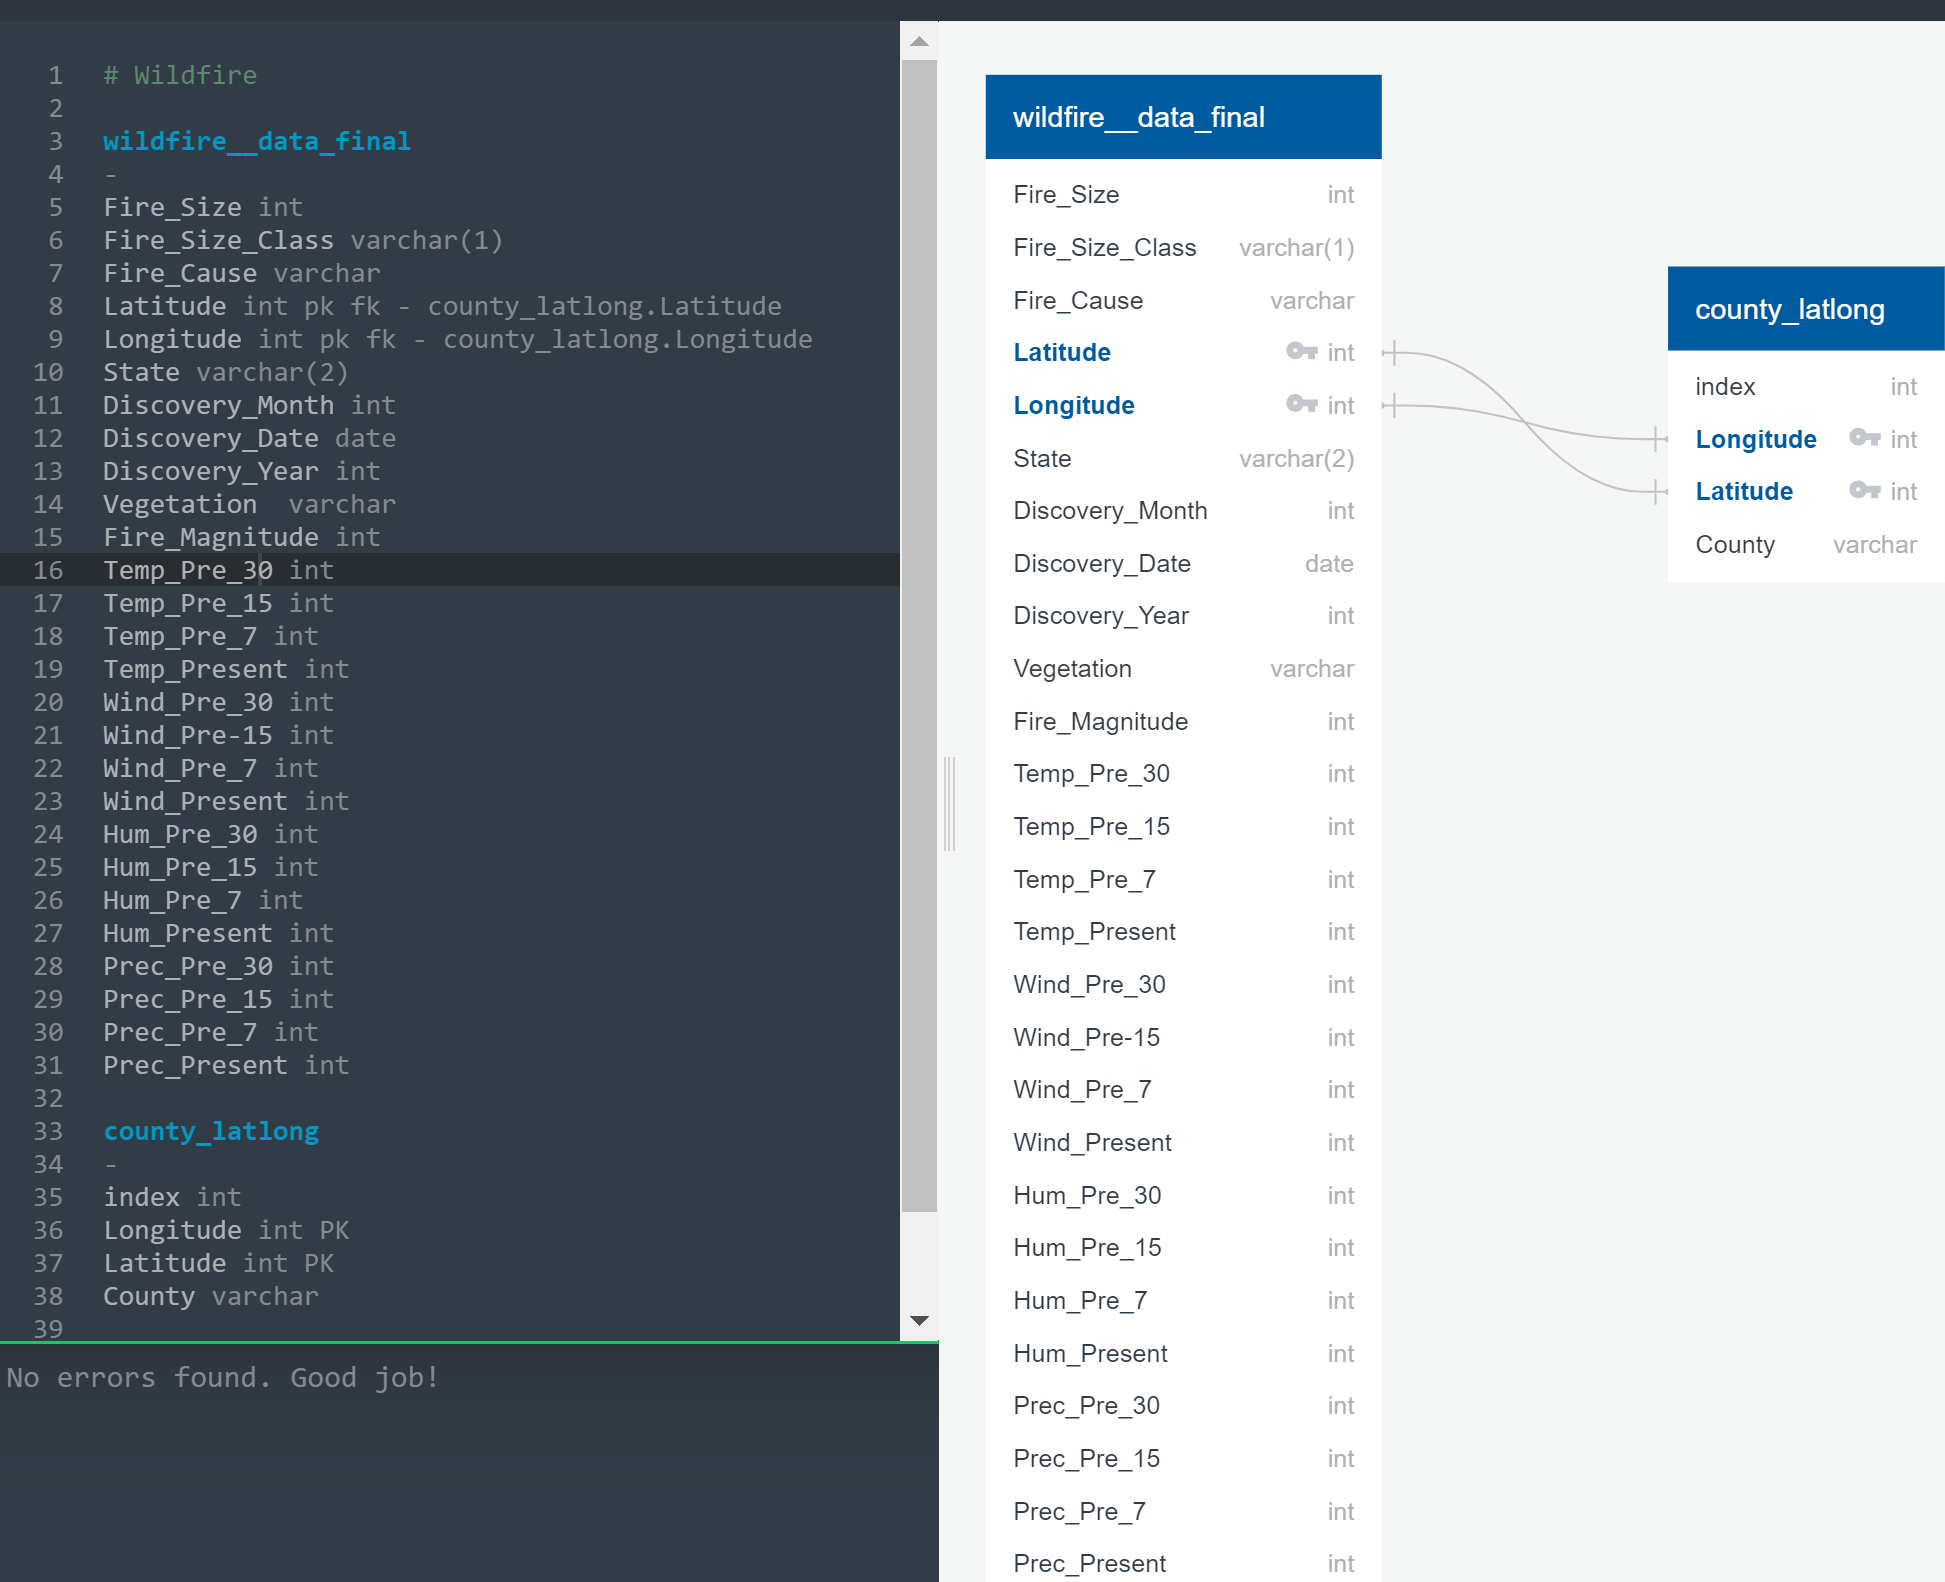 1 # Wildfire
2
3 wildfire__data_final
4 -
5 Fire_Size int
6 Fire_Size_Class varchar(1)
7 Fire_Cause varchar
8 Latitude int pk fk - county_latlong.Latitude
9 Longitude int pk fk - county_latlong.Longitude
10 State varchar(2)
11 Discovery_Month int
12 Discovery_Date date
13 Discovery_Year int
14 Vegetation  varchar
15 Fire_Magnitude int
16 Temp_Pre_30 int
17 Temp_Pre_15 int
18 Temp_Pre_7 int
19 Temp_Present int
20 Wind_Pre_30 int
21 Wind_Pre-15 int
22 Wind_Pre_7 int
23 Wind_Present int
24 Hum_Pre_30 int
25 Hum_Pre_15 int
26 Hum_Pre_7 int
27 Hum_Present int
28 Prec_Pre_30 int
29 Prec_Pre_15 int
30 Prec_Pre_7 int
31 Prec_Present int
32
33 county_latlong
34 -
35 index int
36 Longitude int PK
37 Latitude int PK
38 County varchar
39
No errors found. Good job!
wildfire__data_final
Fire_Size int
Fire_Size_Class varchar(1)
Fire_Cause varchar
Latitude int
Longitude int
State varchar(2)
Discovery_Month int
Discovery_Date date
Discovery_Year int
Vegetation varchar
Fire_Magnitude int
Temp_Pre_30 int
Temp_Pre_15 int
Temp_Pre_7 int
Temp_Present int
Wind_Pre_30 int
Wind_Pre-15 int
Wind_Pre_7 int
Wind_Present int
Hum_Pre_30 int
Hum_Pre_15 int
Hum_Pre_7 int
Hum_Present int
Prec_Pre_30 int
Prec_Pre_15 int
Prec_Pre_7 int
Prec_Present int
county_latlong
index int
Longitude int
Latitude int
County varchar